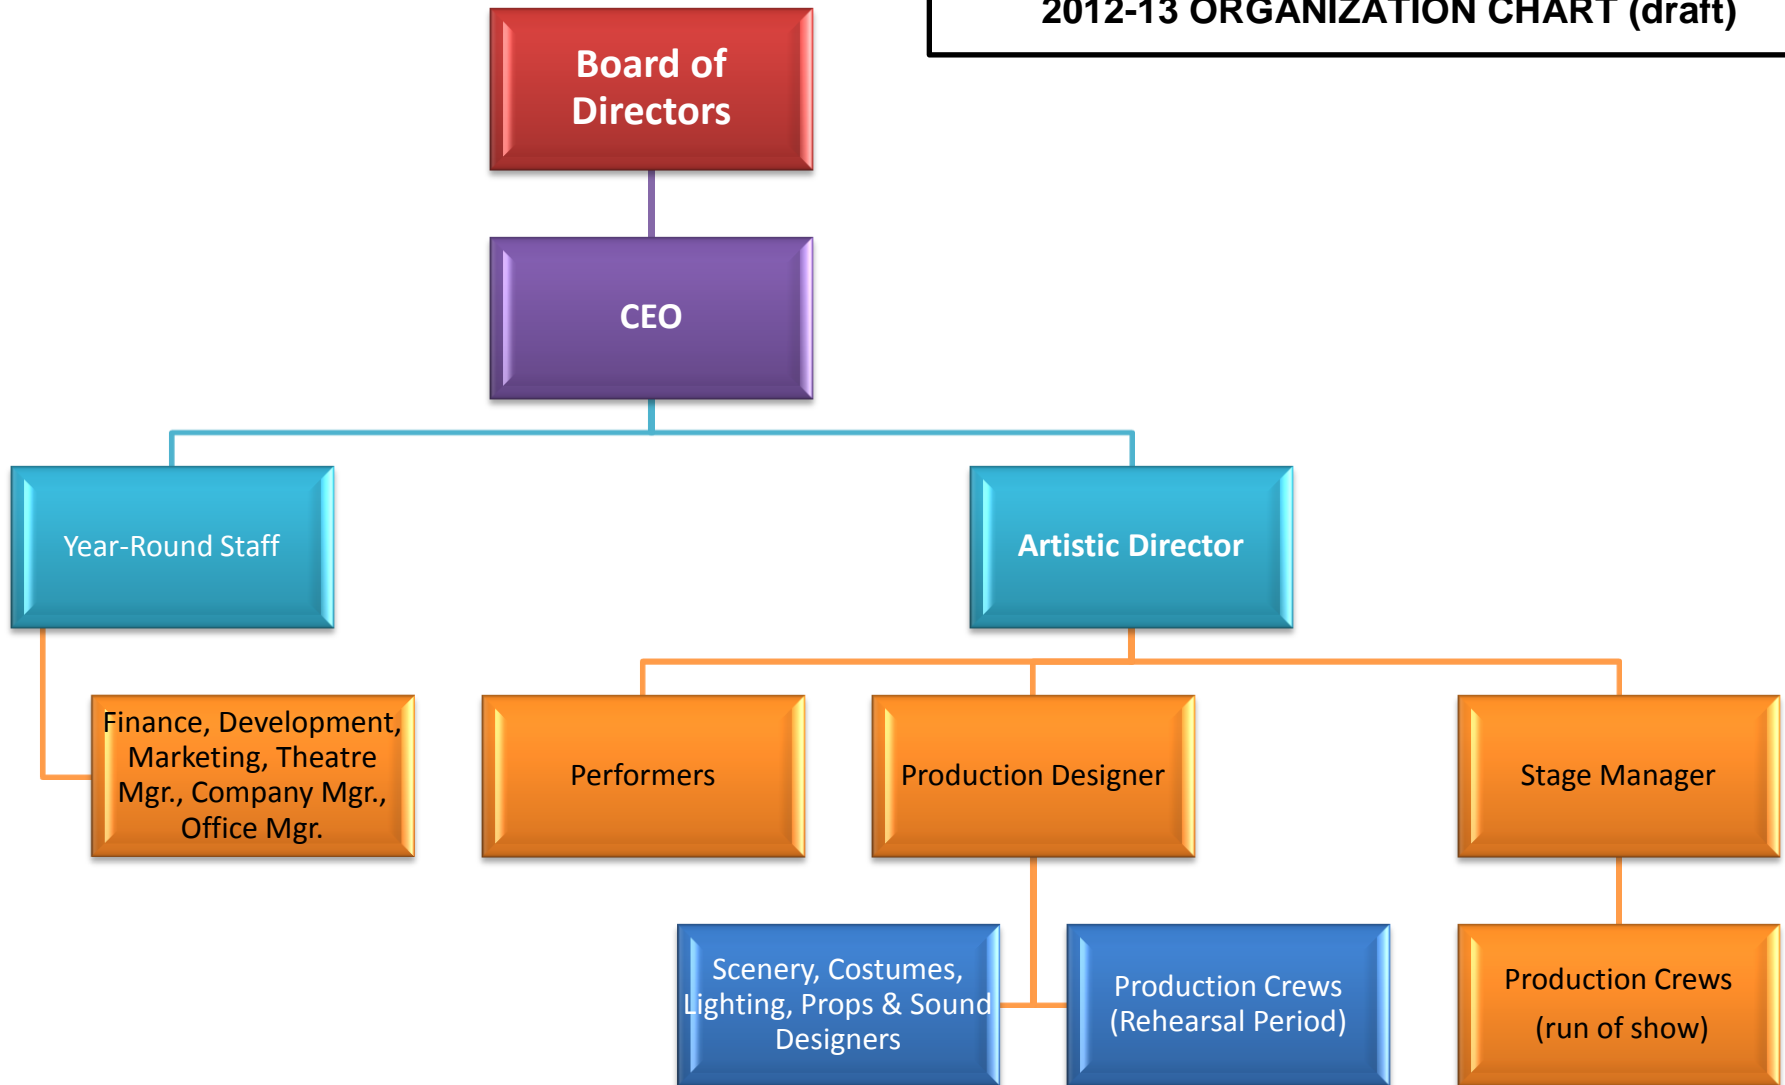 2012-13 ORGANIZATION CHART (draft)
Board of
Directors
CEO
Year-Round Staff
Artistic Director
Finance, Development,
Marketing, Theatre
Mgr., Company Mgr.,
Office Mgr.
Performers
Production Designer
Stage Manager
Scenery, Costumes,
Lighting, Props & Sound
Designers
Production Crews
(Rehearsal Period)
Production Crews
(run of show)